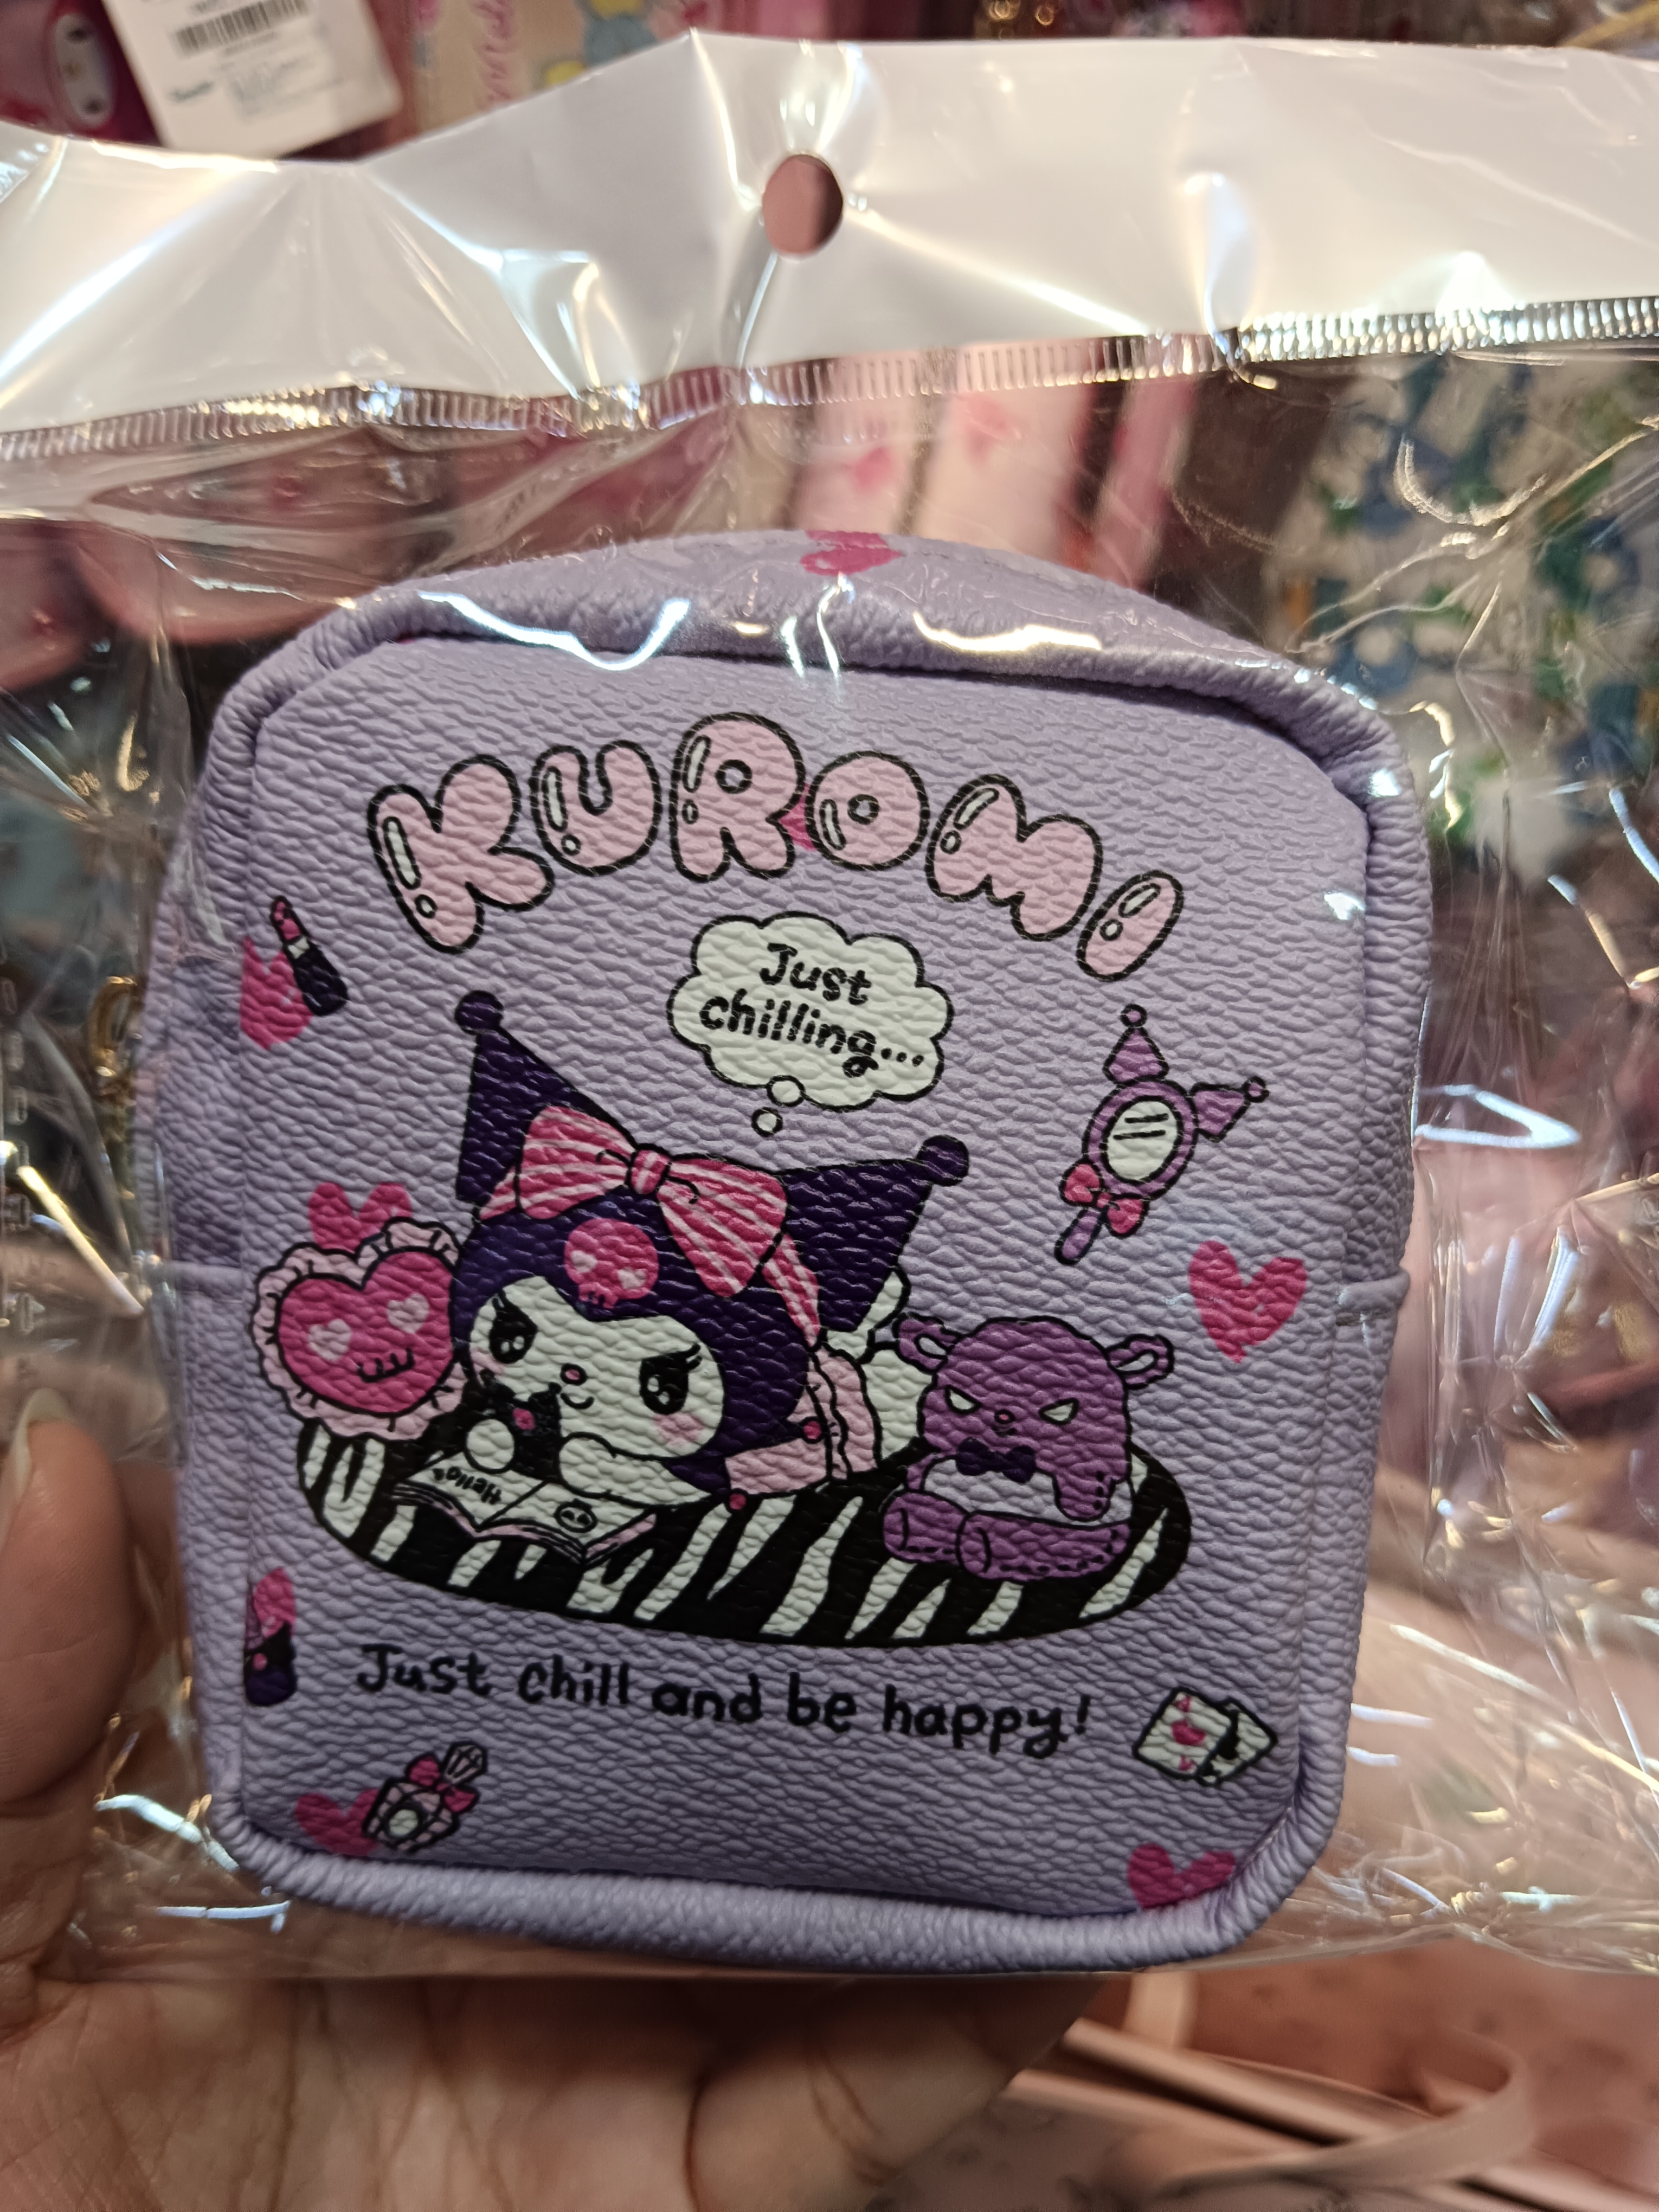 KUROMI
Just
chilling...
Hello.
Just chill and be happy!